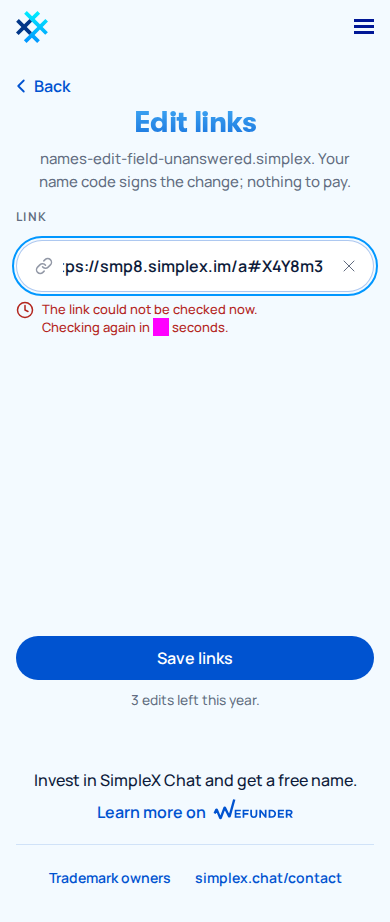 Back
Edit links
names-edit-field-unanswered.simplex. Your
name code signs the change; nothing to pay.
LINK
tps://smp8.simplex.im/a#X4Y8m3
The link could not be checked now.
Checking again in seconds.
Save links
3 edits left this year.
Invest in SimpleX Chat and get a free name.
Learn more on WEFUNDER
Trademark owners simplex.chat/contact